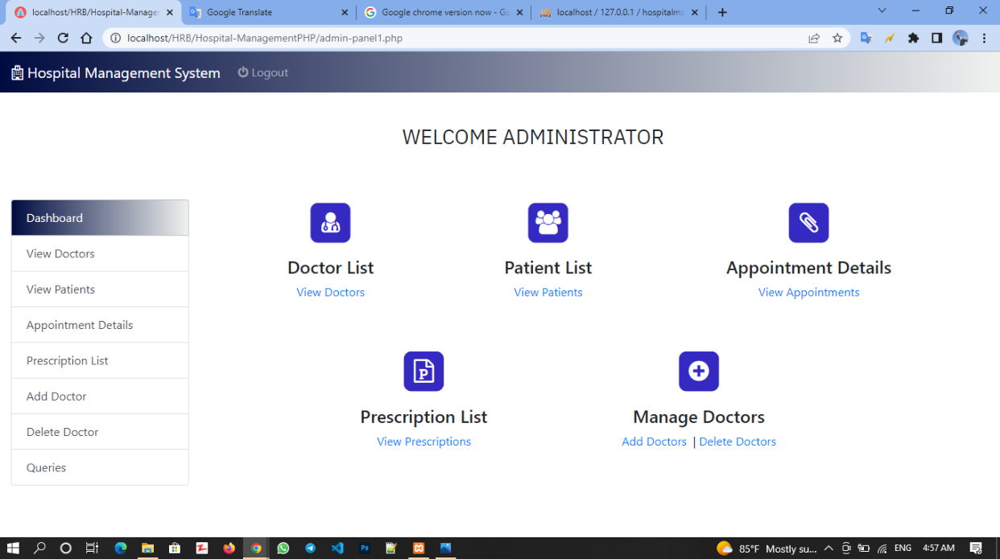 localhost/HRB/Hospital-Manager
Google Translate
Google chrome version now - Go
localhost / 127.0.0.1 / hospitalms
localhost/HRB/Hospital-ManagementPHP/admin-panel1.php
Hospital Management System
Logout
WELCOME ADMINISTRATOR
Dashboard
View Doctors
View Patients
Appointment Details
Prescription List
Add Doctor
Delete Doctor
Queries
Doctor List
View Doctors
Patient List
View Patients
Appointment Details
View Appointments
P
Prescription List
View Prescriptions
Manage Doctors
Add Doctors | Delete Doctors
Ps
85°F Mostly su... ENG 4:57 AM